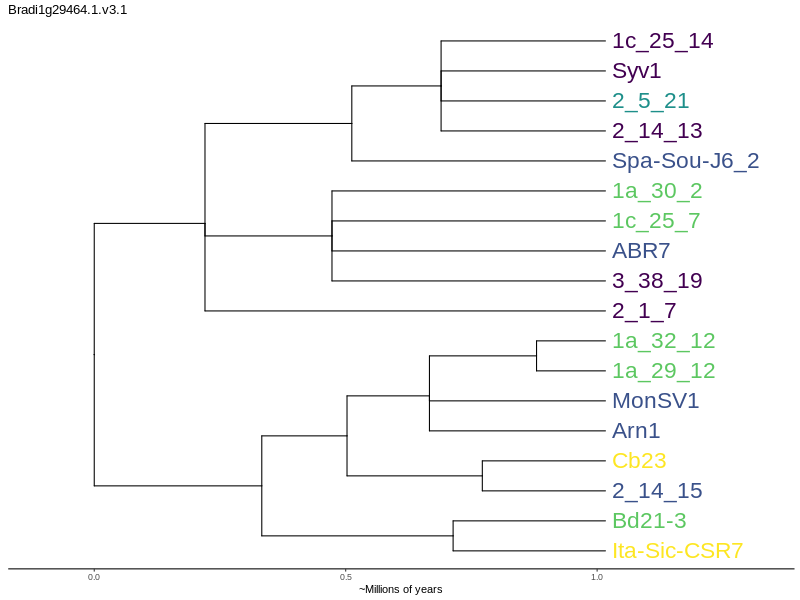 Bradi1g29464.1.v3.1
1c_25_14
Syv1
2_5_21
2_14_13
Spa-Sou-J6_2
1a_30_2
1c_25_7
ABR7
3_38_19
2_1_7
1a_32_12
1a_29_12
MonSV1
Arn1
Cb23
2_14_15
Bd21-3
Ita-Sic-CSR7
0.0 0.5 1.0
~Millions of years